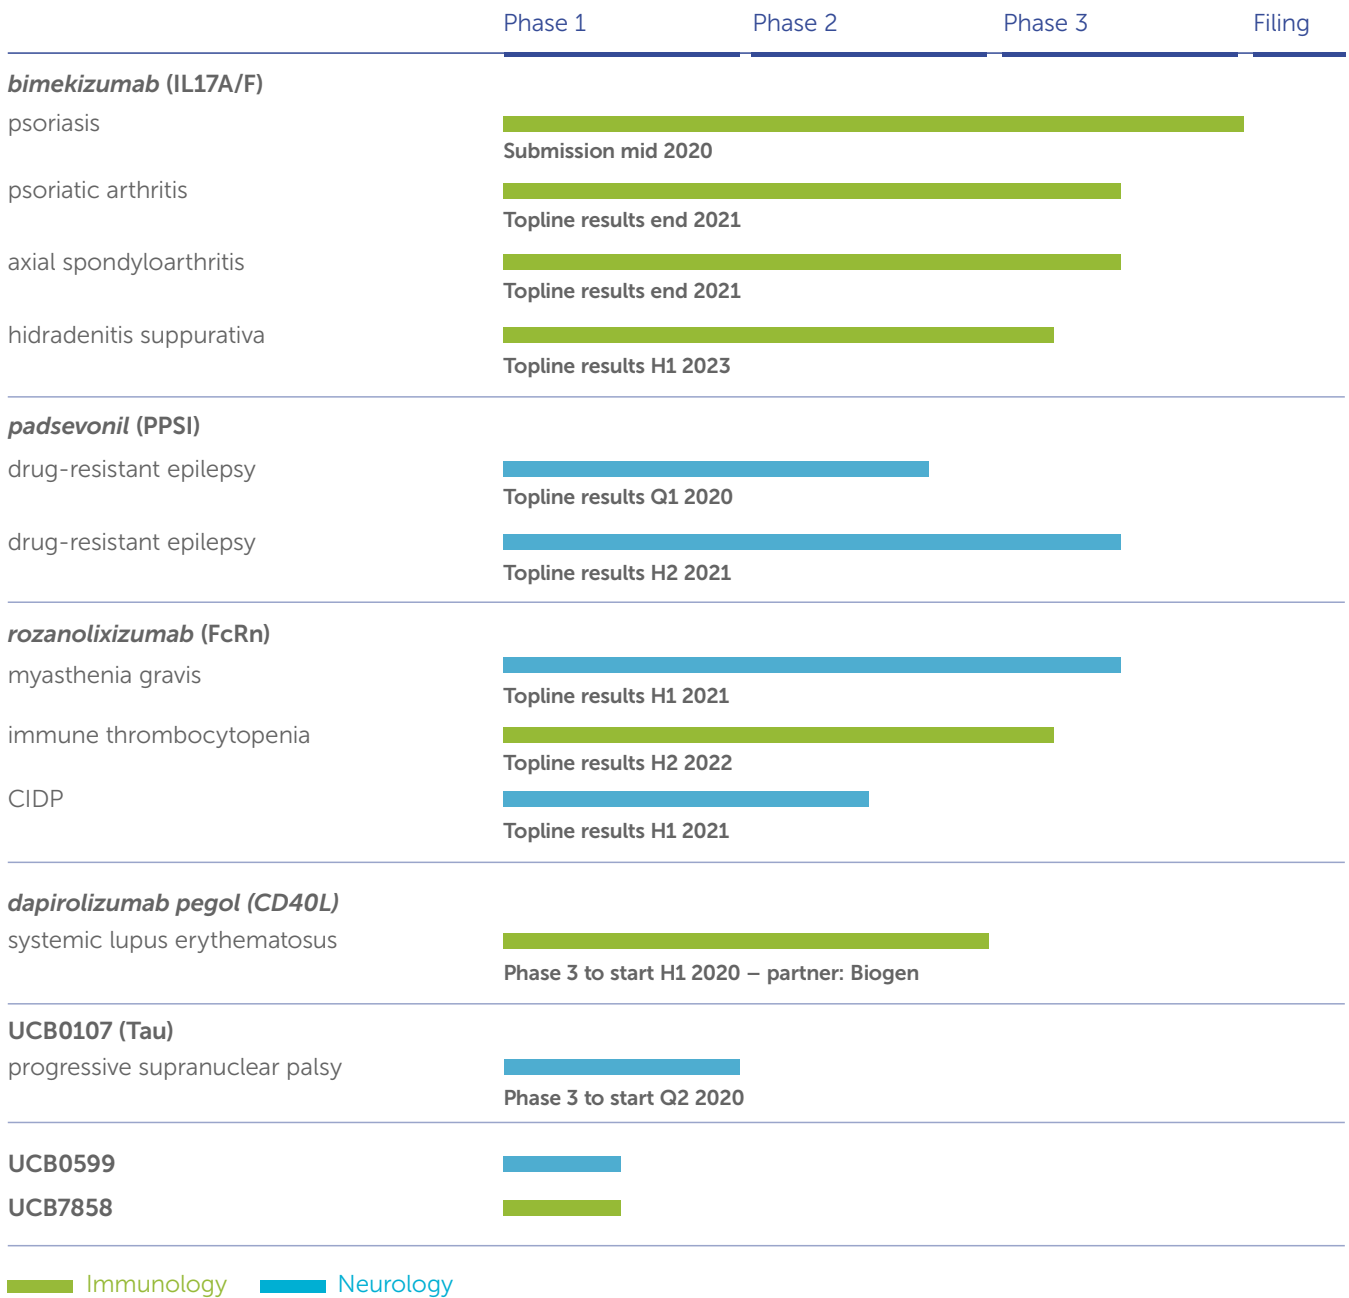 Phase 1 Phase 2 Phase 3 Filing
bimekizumab (IL17A/F)
psoriasis
Submission mid 2020
psoriatic arthritis
Topline results end 2021
axial spondyloarthritis
Topline results end 2021
hidradenitis suppurativa
Topline results H1 2023
padsevonil (PPSI)
drug-resistant epilepsy
Topline results Q1 2020
drug-resistant epilepsy
Topline results H2 2021
rozanolixizumab (FcRn)
myasthenia gravis
Topline results H1 2021
immune thrombocytopenia
Topline results H2 2022
CIDP
Topline results H1 2021
dapirolizumab pegol (CD40L)
systemic lupus erythematosus
Phase 3 to start H1 2020 – partner: Biogen
UCB0107 (Tau)
progressive supranuclear palsy
Phase 3 to start Q2 2020
UCB0599
UCB7858
Immunology Neurology